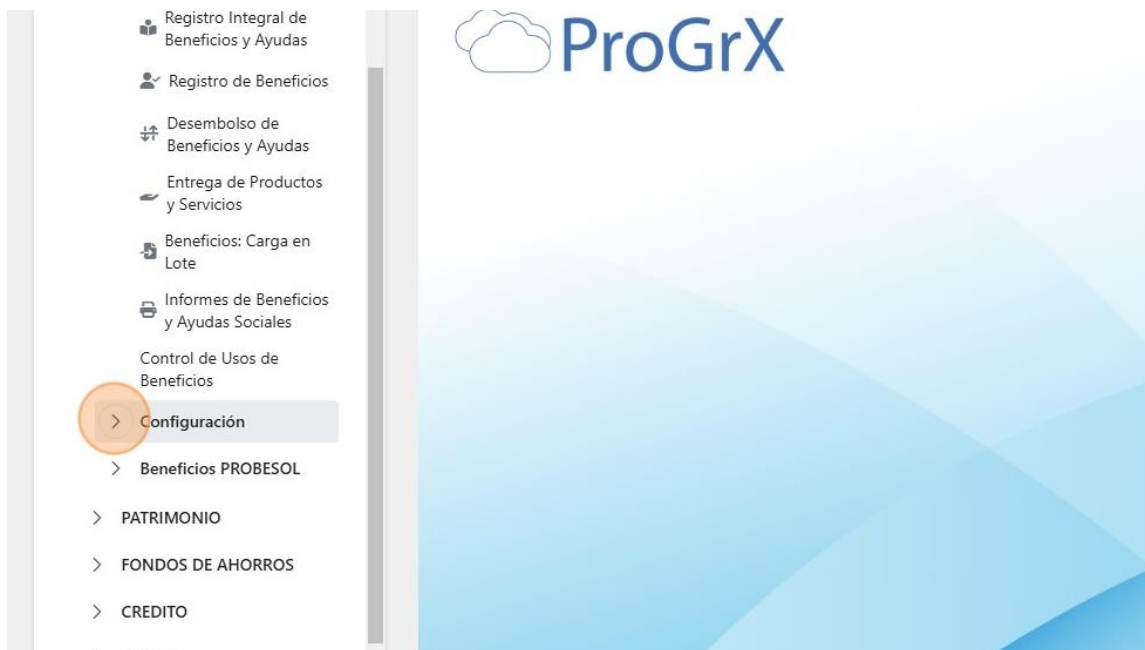 Registro Integral de
Beneficios y Ayudas
ProGrX
Registro de Beneficios
Desembolso de
Beneficios y Ayudas
Entrega de Productos
y Servicios
Beneficios: Carga en
Lote
Informes de Beneficios
y Ayudas Sociales
Control de Usos de
Beneficios
Configuración
Beneficios PROBESOL
PATRIMONIO
FONDOS DE AHORROS
CREDITO